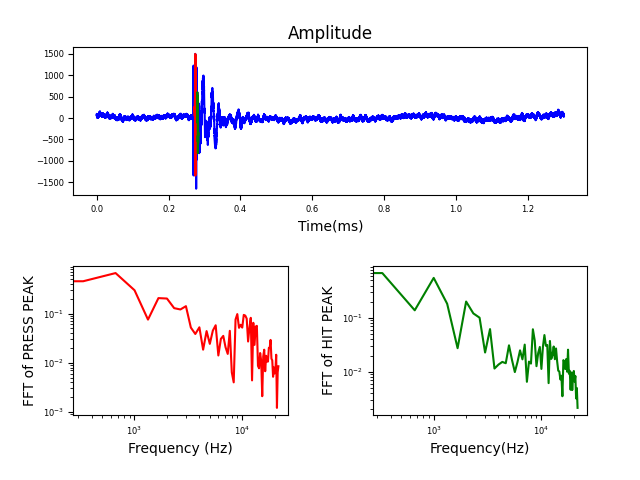 Amplitude
1500
1000
500
0
−500
−1000
−1500
0.0 0.2 0.4 0.6 0.8 1.0 1.2
Time(ms)
FFT of PRESS PEAK
10⁻¹
10⁻²
10⁻³
10³ 10⁴
Frequency (Hz)
FFT of HIT PEAK
10⁻¹
10⁻²
10³ 10⁴
Frequency(Hz)